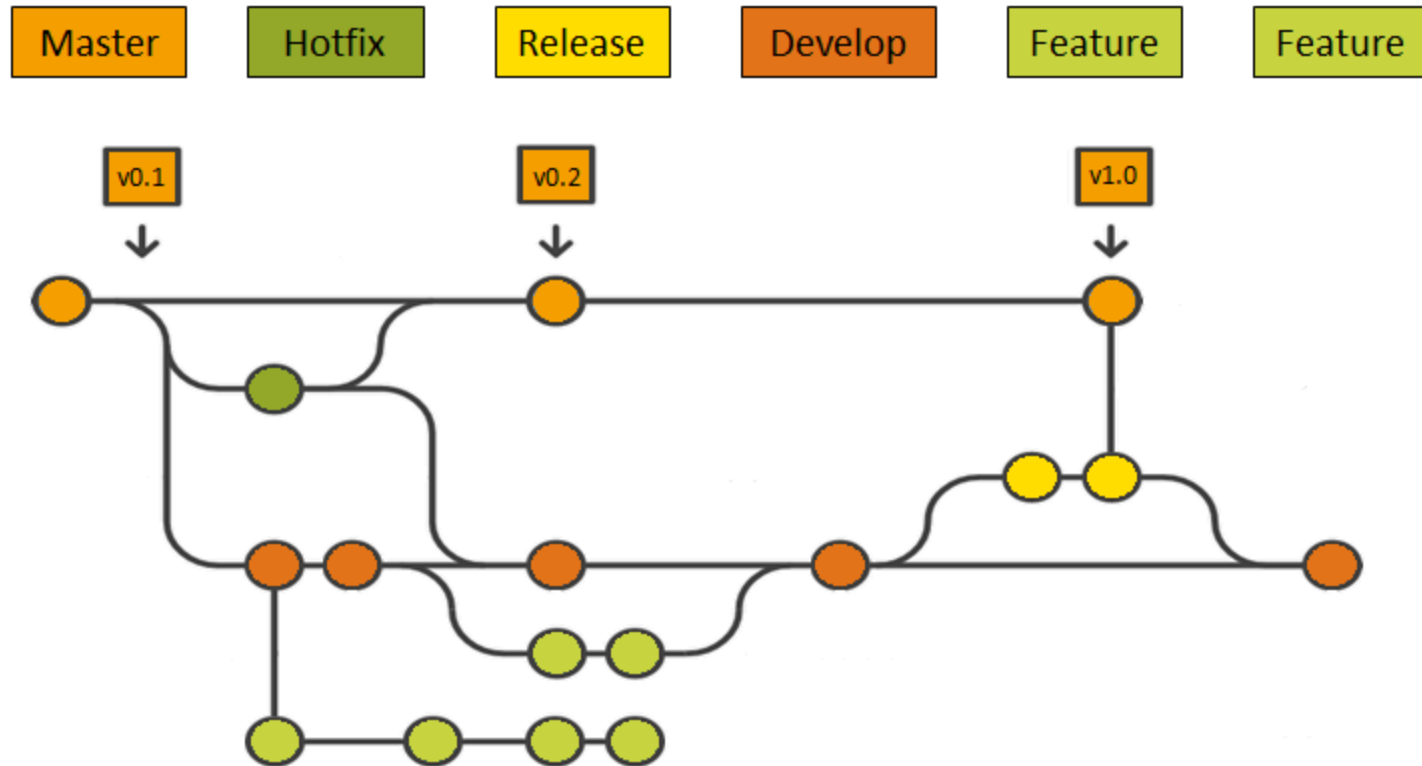 Master
Hotfix
Release
Develop
Feature
Feature
v0.1
v0.2
v1.0